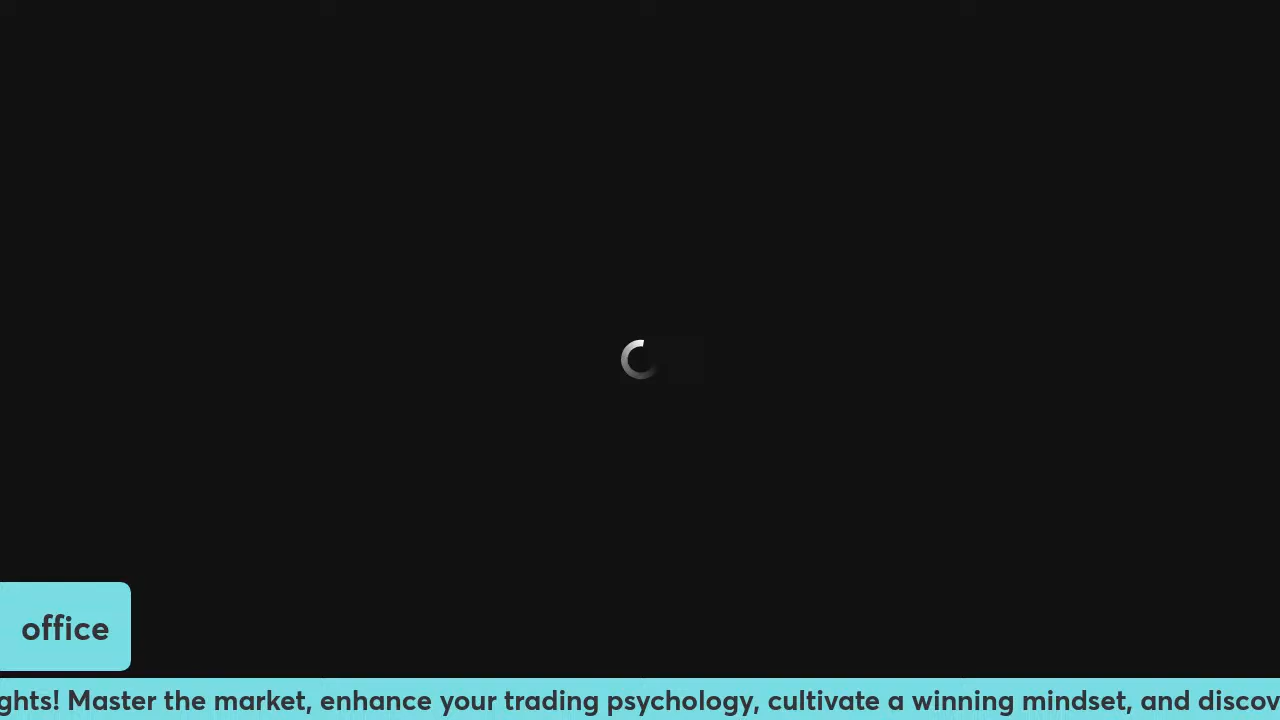 office
ghts! Master the market, enhance your trading psychology, cultivate a winning mindset, and discov